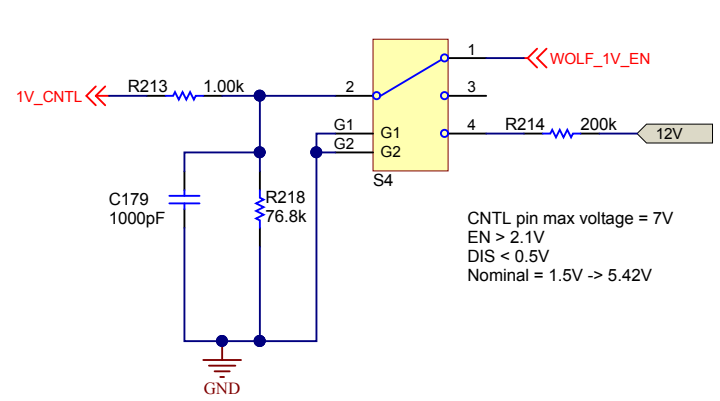 1
WOLF_1V_EN
R213 1.00k
1V_CNTL
2
3
G1
G1
4
R214 200k
12V
G2
G2
S4
C179
1000pF
R218
76.8k
CNTL pin max voltage = 7V
EN > 2.1V
DIS < 0.5V
Nominal = 1.5V -> 5.42V
GND